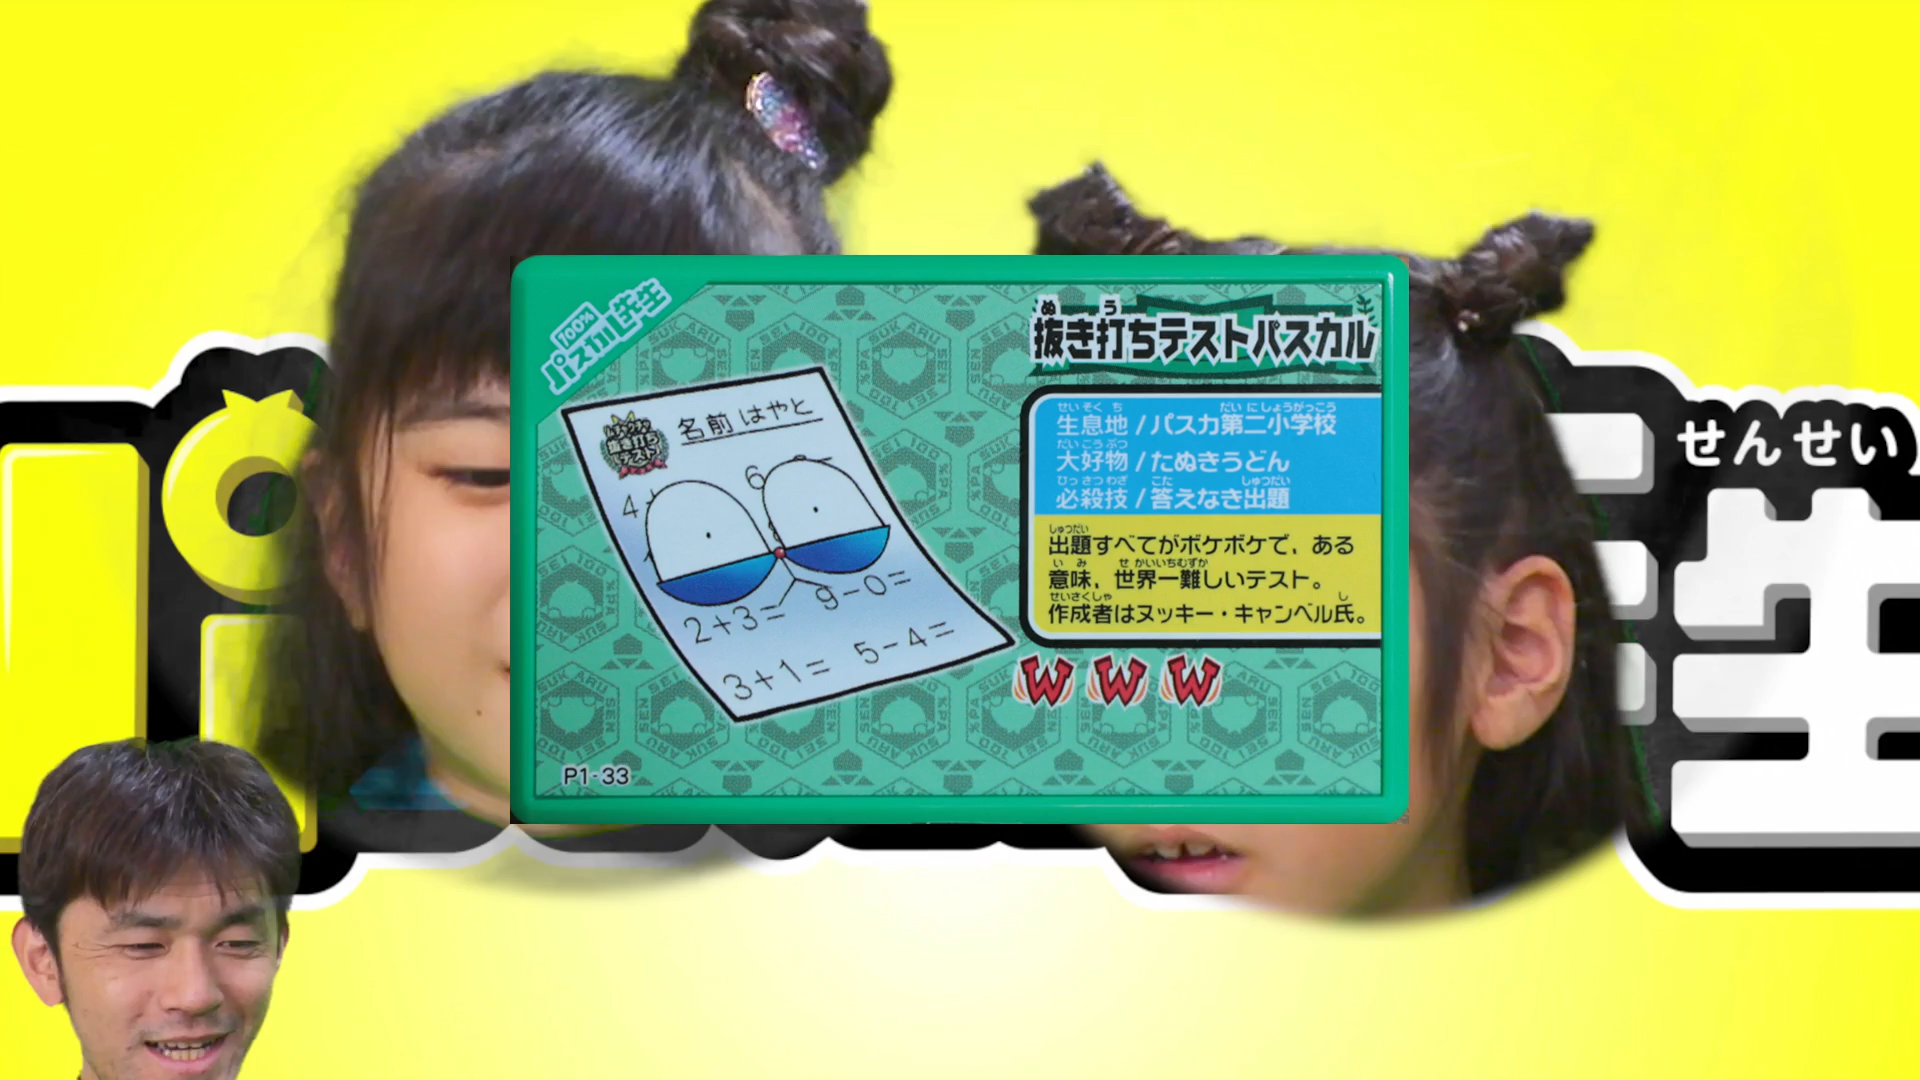 100%
パスカル先生
抜き打ちテストパスカル
ぬ う
名前 はやと
抜き打ち
テスト
4
6
2+3=
9-0=
3+1=
5-4=
せいそくち だいにしょうがっこう
生息地/パスカ第二小学校
だいこうぶつ
大好物/たぬきうどん
ひっさつわざ こた しゅつだい
必殺技/答えなき出題
しゅつだい
出題すべてがボケボケで、ある
いみ せかいいちむずか
意味、世界一難しいテスト。
せいさくしゃ し
作成者はヌッキー・キャンベル氏。
W W W
P1-33
せんせい
パ
生